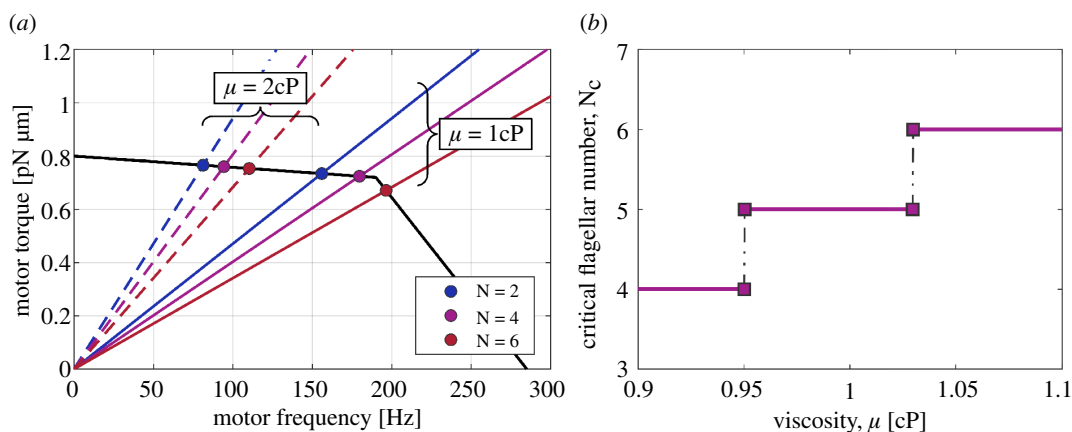 (a)
motor torque [pN μm]
1.2
1
0.8
0.6
0.4
0.2
0
μ = 2cP
μ = 1cP
N = 2
N = 4
N = 6
0 50 100 150 200 250 300
motor frequency [Hz]
(b)
critical flagellar number, N_c
7
6
5
4
3
0.9 0.95 1 1.05 1.1
viscosity, μ [cP]